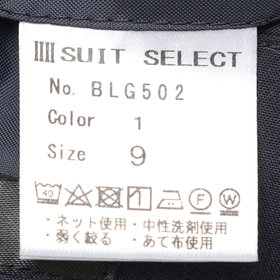 SUIT SELECT
No. BLG502
Color 1
Size 9
・ネット使用・中性洗剤使用
・弱く絞る ・あて布使用